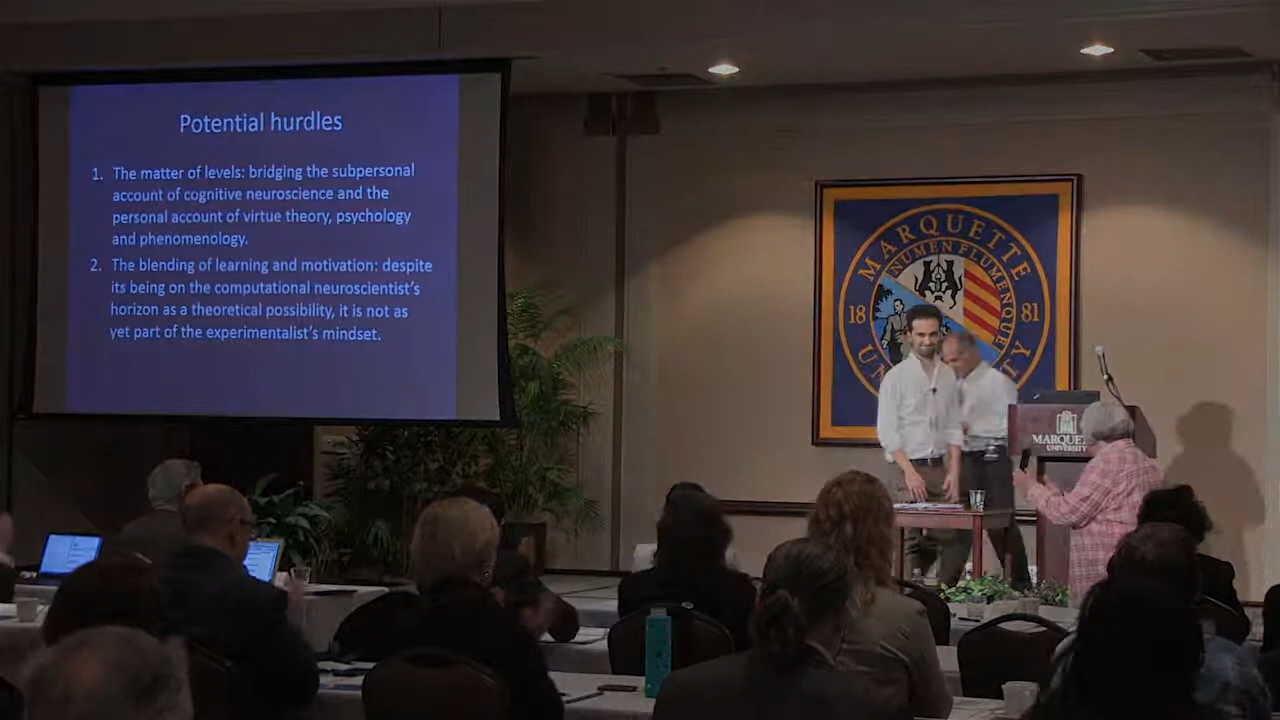 Potential hurdles
1. The matter of levels: bridging the subpersonal
account of cognitive neuroscience and the
personal account of virtue theory, psychology
and phenomenology.
2. The blending of learning and motivation: despite
its being on the computational neuroscientist's
horizon as a theoretical possibility, it is not as
yet part of the experimentalist's mindset.
MARQUETTE
NUMEN FLUMENQUE
18 81
UN TY
MARQUE
UNIVERSITY